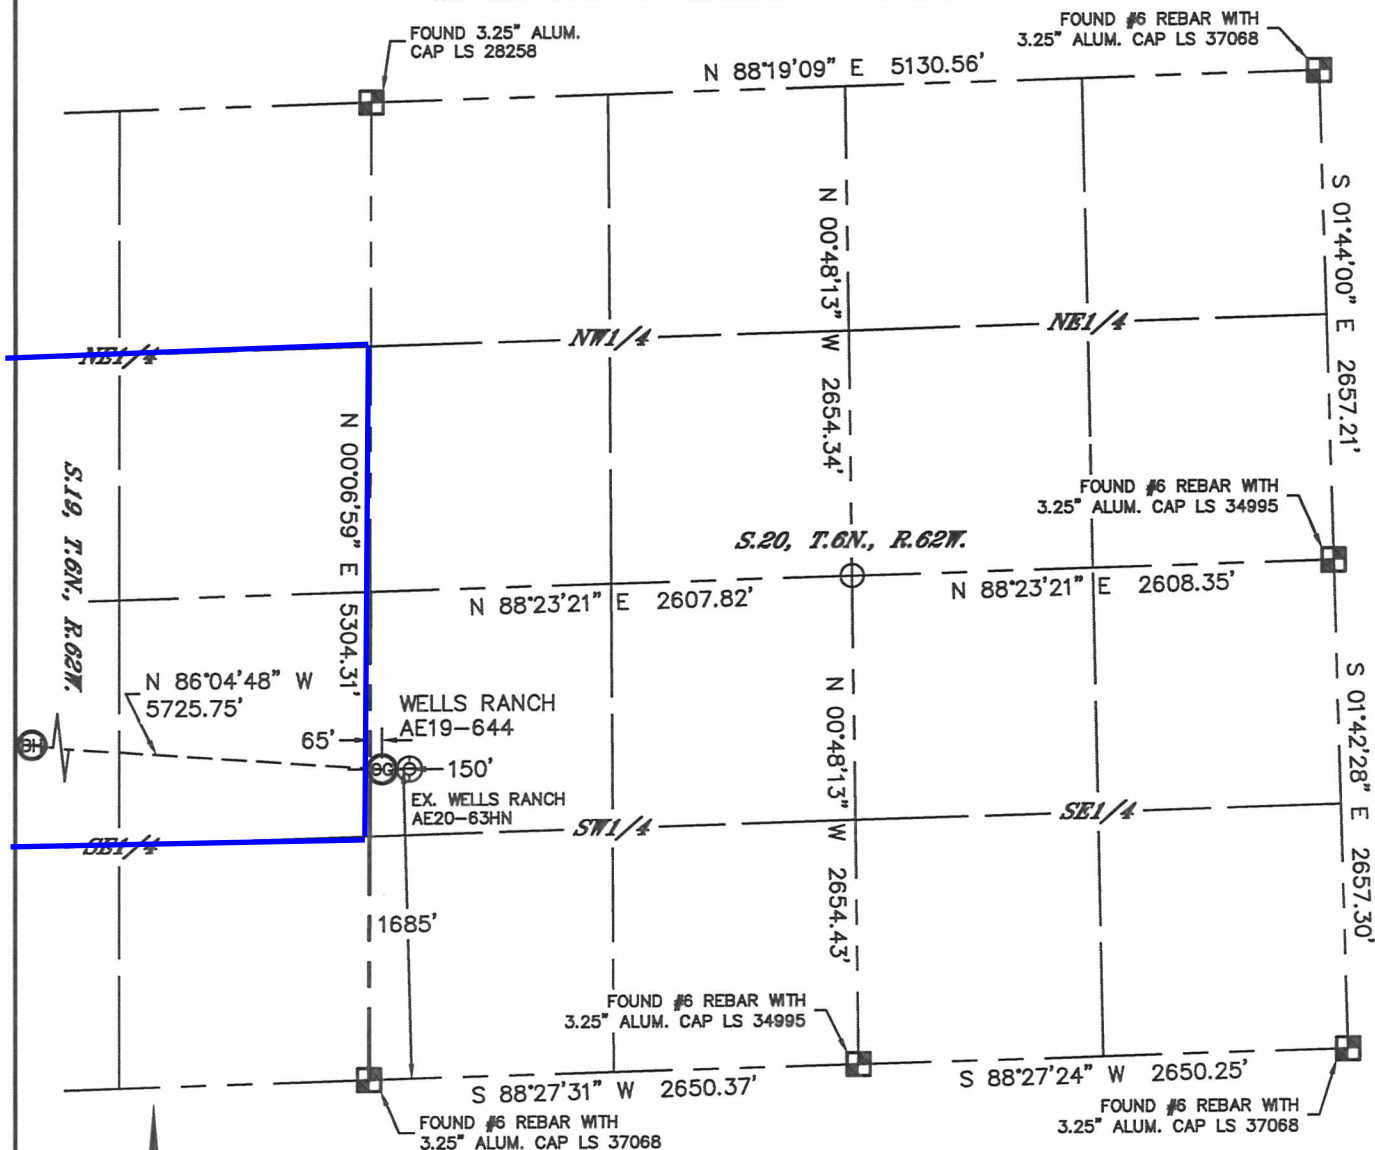 FOUND 3.25" ALUM.
CAP LS 28258
FOUND #6 REBAR WITH
3.25" ALUM. CAP LS 37068
N 88°19'09" E 5130.56'
S 01°44'00" E 2657.21'
N 00°48'13" W 2654.34'
NE1/4
NW1/4
NE1/4
N 00°06'59" E 5304.31'
S.19, T.6N., R.62W.
FOUND #6 REBAR WITH
3.25" ALUM. CAP LS 34995
S.20, T.6N., R.62W.
N 88°23'21" E 2607.82'
N 88°23'21" E 2608.35'
N 86°04'48" W
5725.75'
WELLS RANCH
AE19-644
65'
BH
150'
EX. WELLS RANCH
AE20-63HN
S 01°42'28" E 2657.30'
N 00°48'13" W 2654.43'
SE1/4
SW1/4
SE1/4
1685'
FOUND #6 REBAR WITH
3.25" ALUM. CAP LS 34995
S 88°27'31" W 2650.37'
S 88°27'24" W 2650.25'
FOUND #6 REBAR WITH
3.25" ALUM. CAP LS 37068
FOUND #6 REBAR WITH
3.25" ALUM. CAP LS 37068